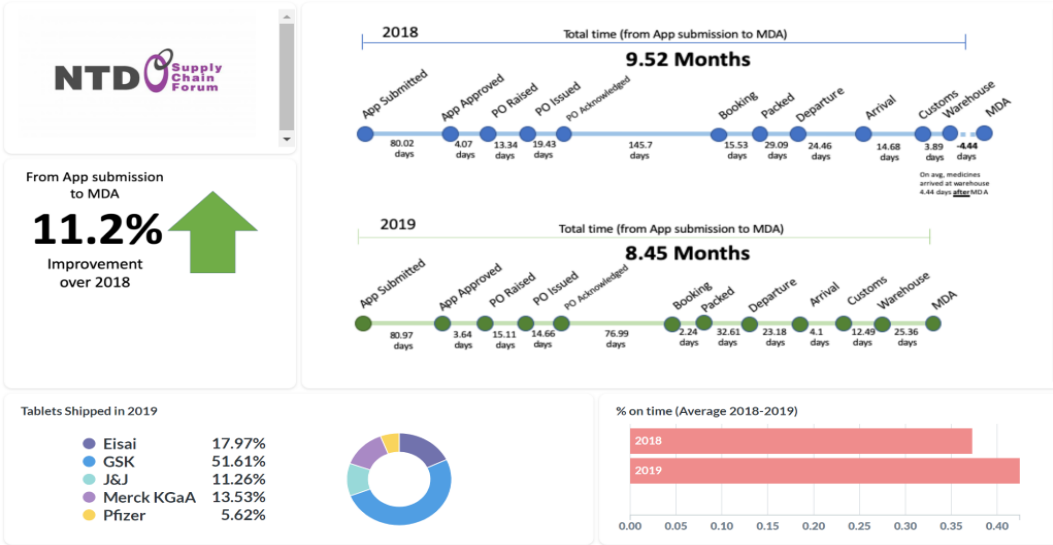 NTD Supply
Chain
Forum
From App submission
to MDA
11.2%
Improvement
over 2018
2018
Total time (from App submission to MDA)
9.52 Months
App Submitted App Approved PO Raised PO Issued PO Acknowledged Booking Packed Departure Arrival Customs Warehouse MDA
80.02 4.07 13.34 19.43 145.7 15.53 29.09 24.46 14.68 3.89 -4.44
days days days days days days days days days days days
On avg, medicines
arrived at warehouse
4.44 days after MDA
2019
Total time (from App submission to MDA)
8.45 Months
App Submitted App Approved PO Raised PO Issued PO Acknowledged Booking Packed Departure Arrival Customs Warehouse MDA
80.97 3.64 15.11 14.66 76.99 2.24 32.61 23.18 4.1 12.49 25.36
days days days days days days days days days days days
Tablets Shipped in 2019
Eisai 17.97%
GSK 51.61%
J&J 11.26%
Merck KGaA 13.53%
Pfizer 5.62%
% on time (Average 2018-2019)
2018
2019
0.00 0.05 0.10 0.15 0.20 0.25 0.30 0.35 0.40